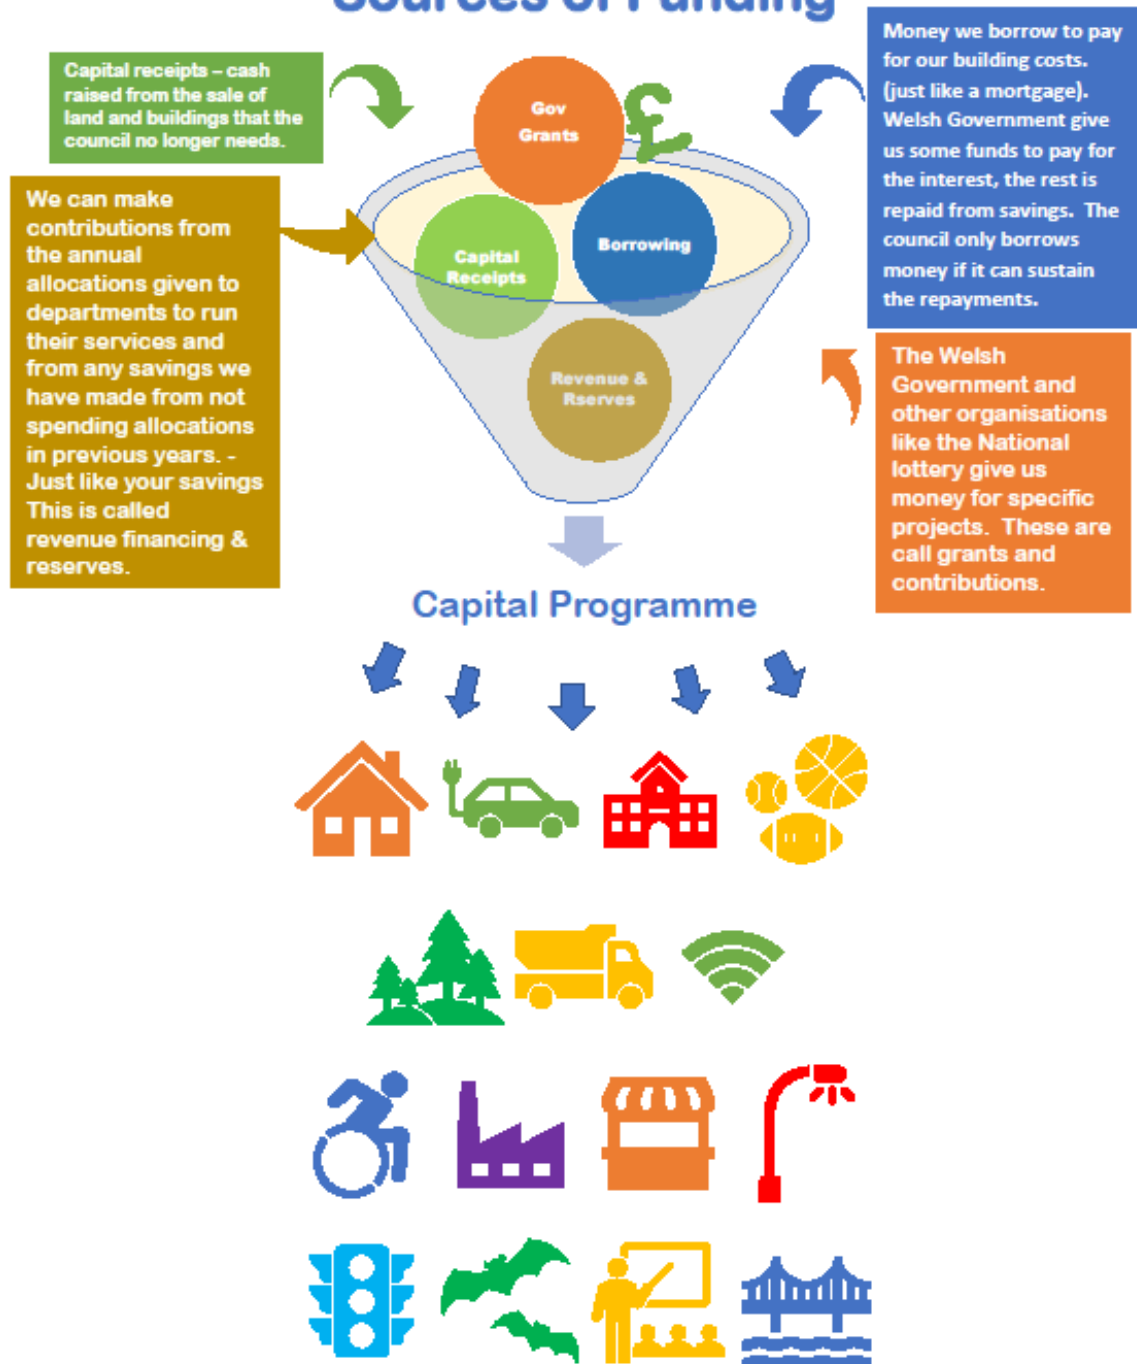 Sources of Funding
Capital receipts – cash
raised from the sale of
land and buildings that the
council no longer needs.
We can make
contributions from
the annual
allocations given to
departments to run
their services and
from any savings we
have made from not
spending allocations
in previous years. -
Just like your savings
This is called
revenue financing &
reserves.
Gov
Grants
£
Capital
Receipts
Borrowing
Revenue &
Rserves
Money we borrow to pay
for our building costs.
(just like a mortgage).
Welsh Government give
us some funds to pay for
the interest, the rest is
repaid from savings.  The
council only borrows
money if it can sustain
the repayments.
The Welsh
Government and
other organisations
like the National
lottery give us
money for specific
projects.  These are
call grants and
contributions.
Capital Programme